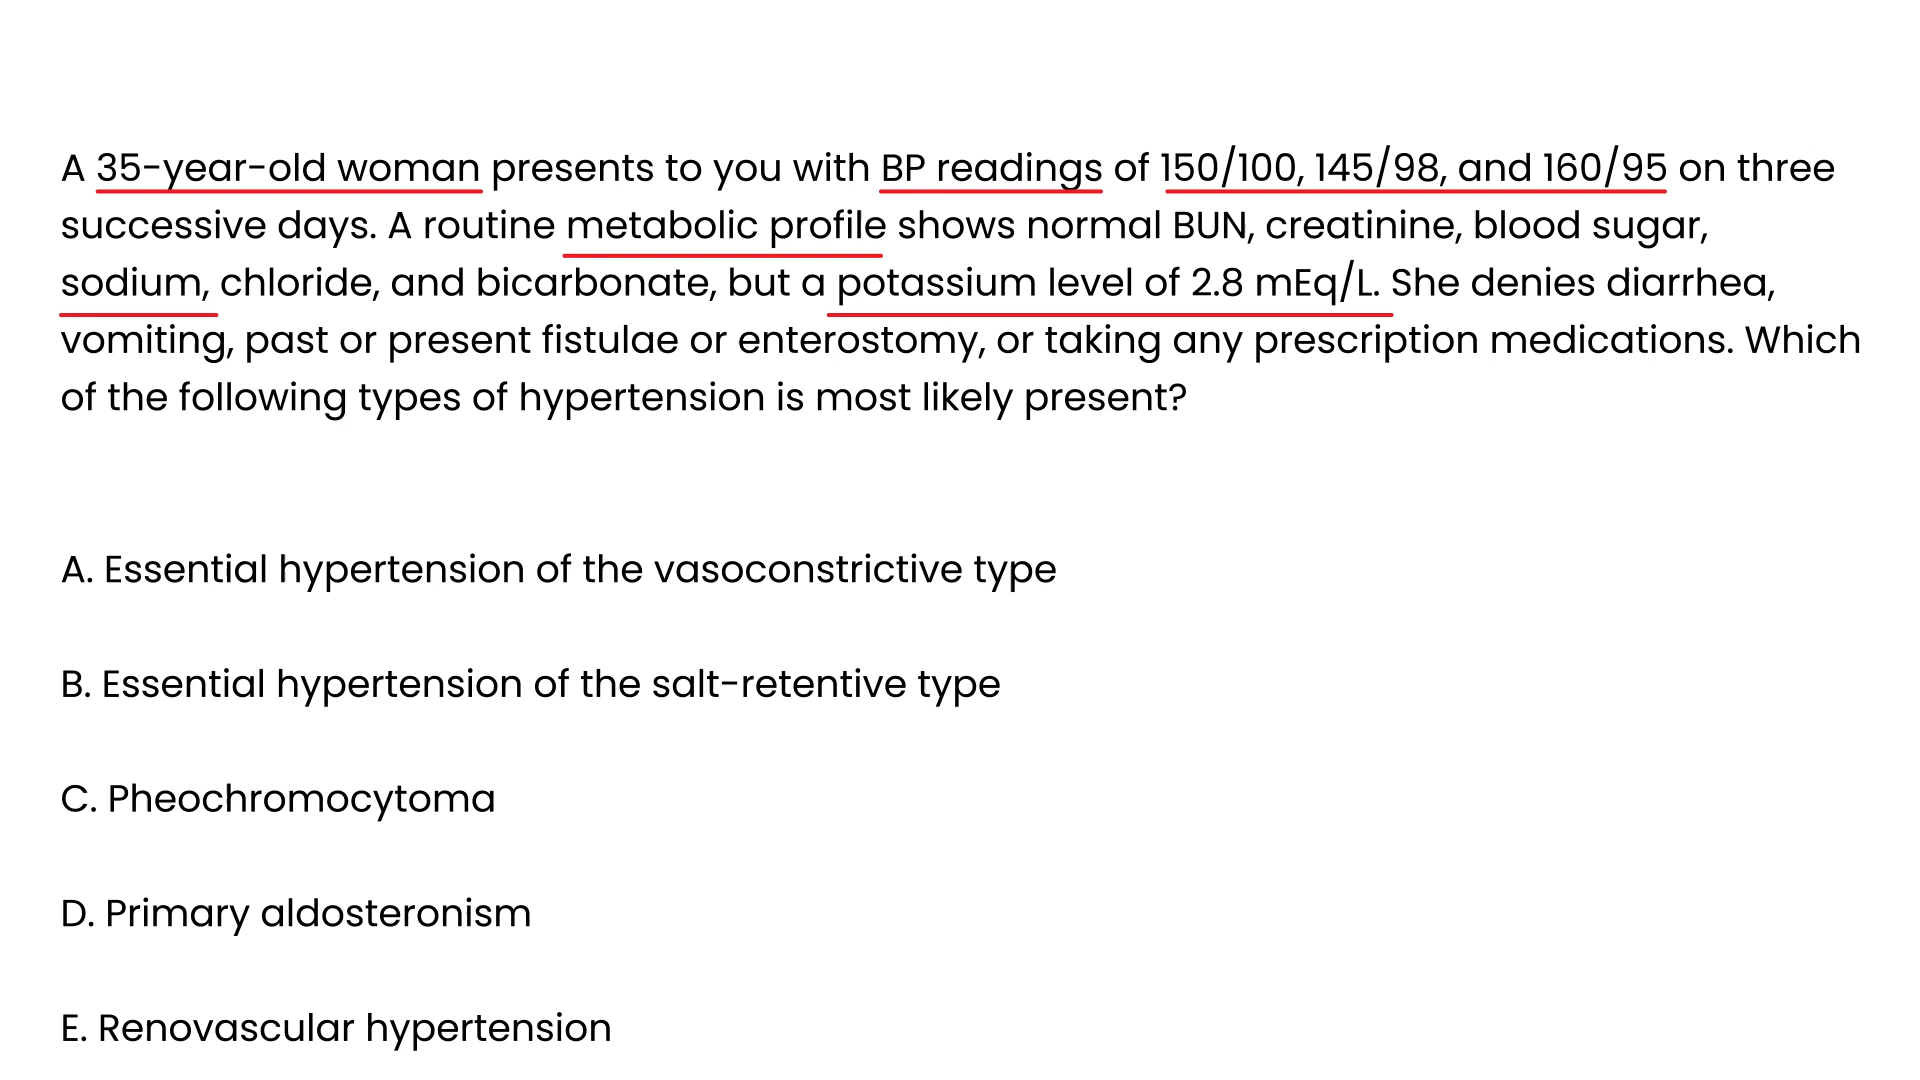 A 35-year-old woman presents to you with BP readings of 150/100, 145/98, and 160/95 on three
successive days. A routine metabolic profile shows normal BUN, creatinine, blood sugar,
sodium, chloride, and bicarbonate, but a potassium level of 2.8 mEq/L. She denies diarrhea,
vomiting, past or present fistulae or enterostomy, or taking any prescription medications. Which
of the following types of hypertension is most likely present?
A. Essential hypertension of the vasoconstrictive type
B. Essential hypertension of the salt-retentive type
C. Pheochromocytoma
D. Primary aldosteronism
E. Renovascular hypertension